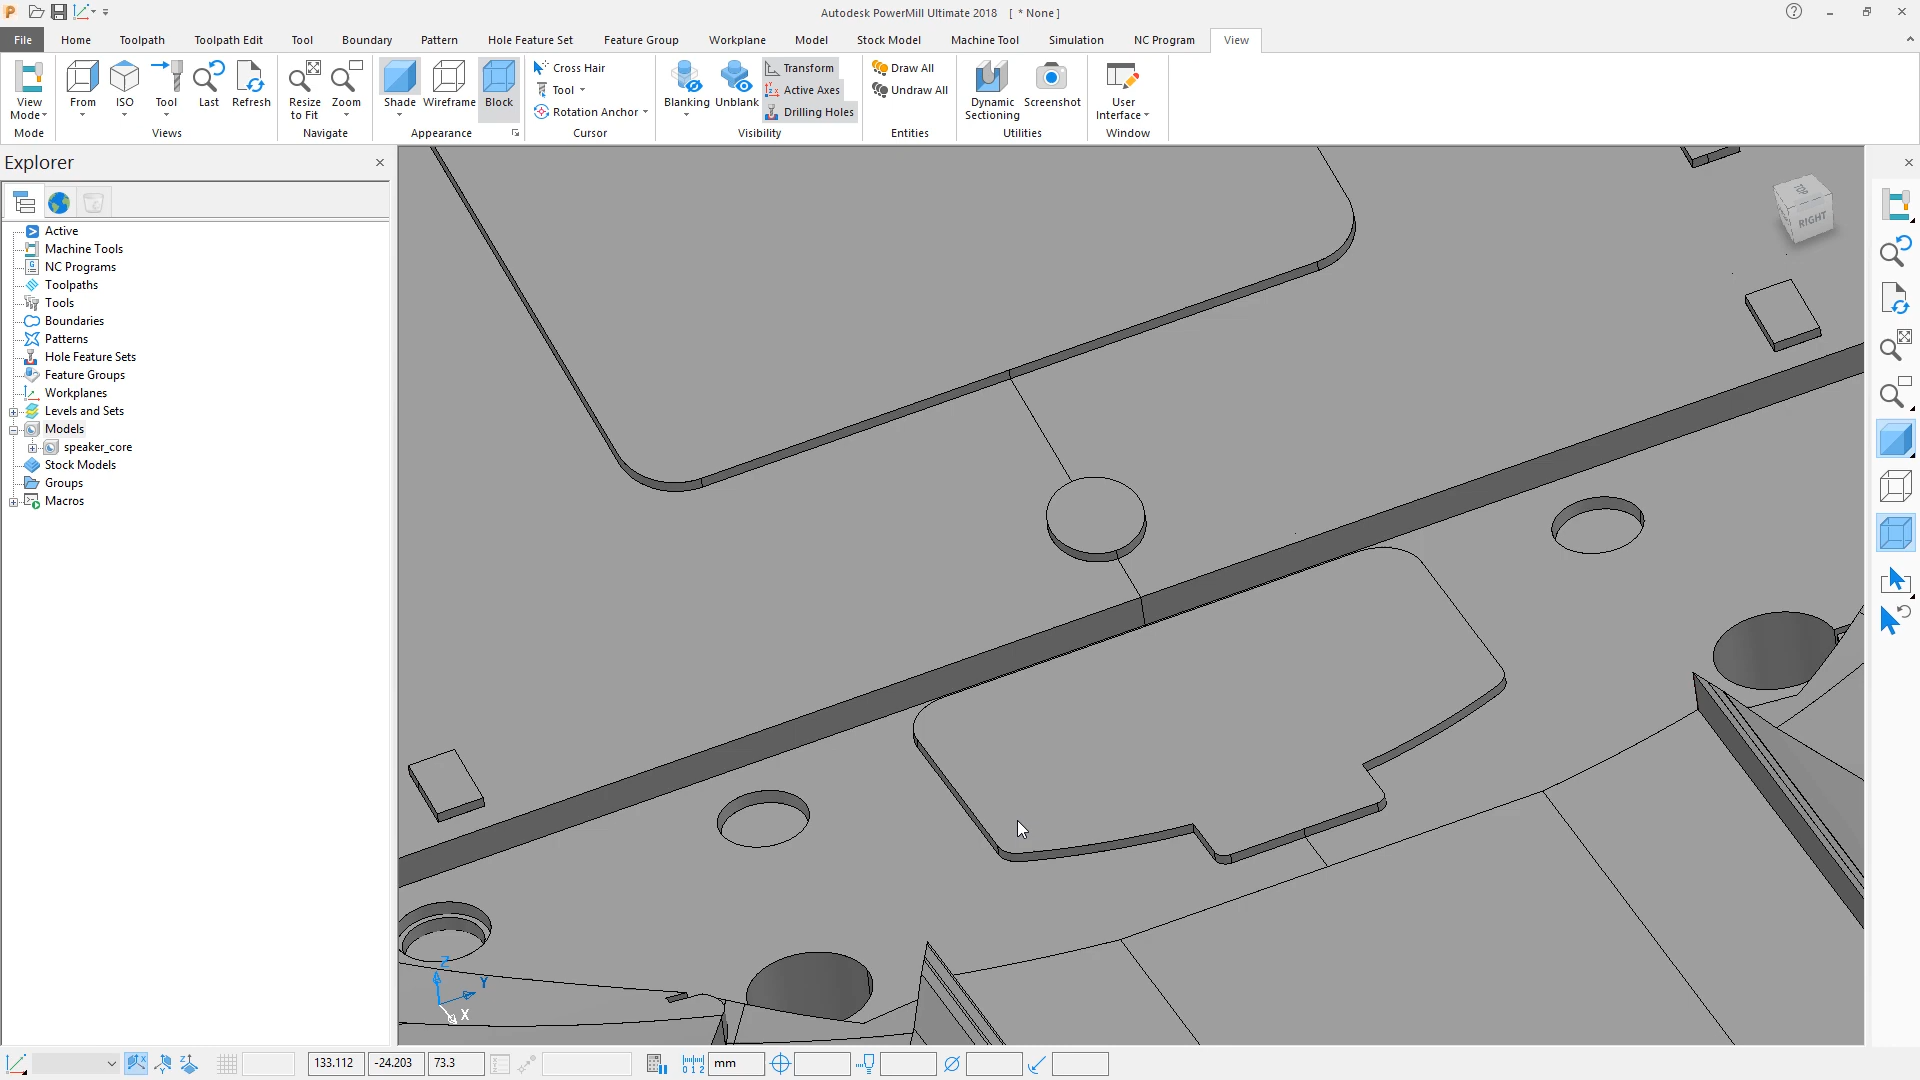 Autodesk PowerMill Ultimate 2018    [ * None ]
File Home Toolpath Toolpath Edit Tool Boundary Pattern Hole Feature Set Feature Group Workplane Model Stock Model Machine Tool Simulation NC Program View
View Mode
Mode
From
ISO
Tool
Last
Refresh
Views
Resize to Fit
Zoom
Navigate
Shade
Wireframe
Block
Appearance
Cross Hair
Tool
Rotation Anchor
Cursor
Blanking
Unblank
Transform
Active Axes
Drilling Holes
Visibility
Draw All
Undraw All
Entities
Dynamic Sectioning
Screenshot
Utilities
User Interface
Window
Explorer
Active
Machine Tools
NC Programs
Toolpaths
Tools
Boundaries
Patterns
Hole Feature Sets
Feature Groups
Workplanes
Levels and Sets
Models
speaker_core
Stock Models
Groups
Macros
RIGHT
Z
Y
X
133.112 -24.203 73.3 mm